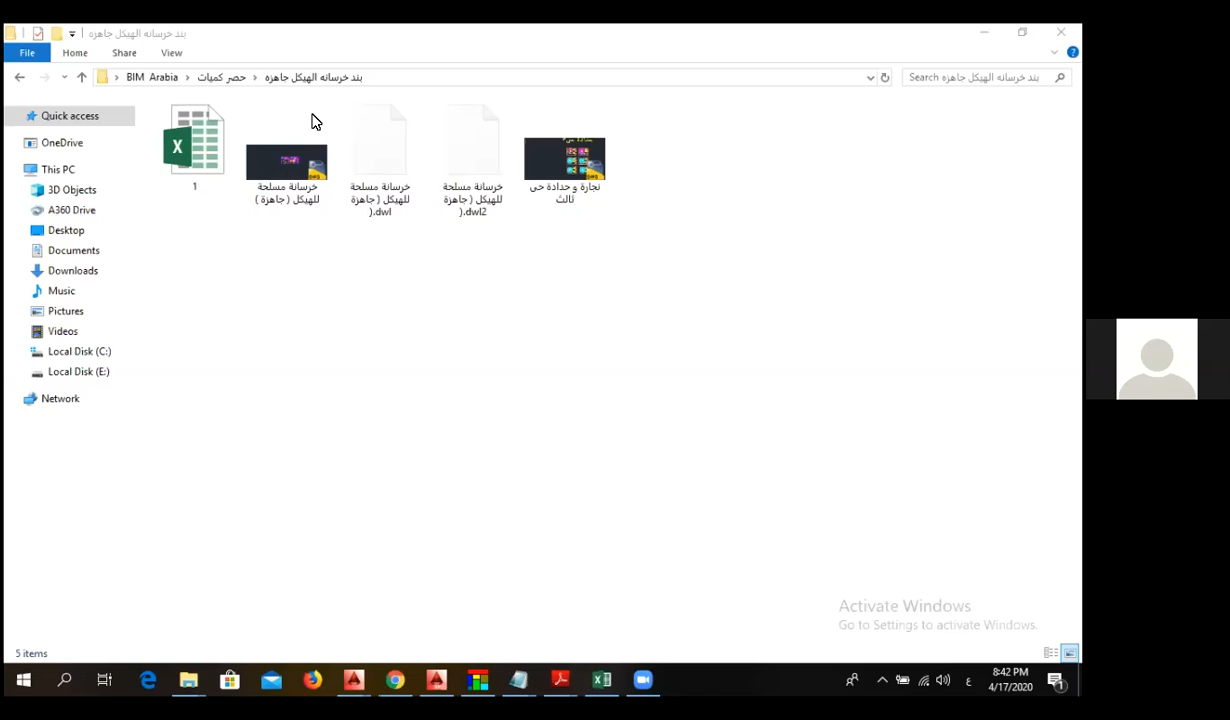 بند خرسانه الهيكل جاهزه
File
Home
Share
View
BIM Arabia
حصر كميات
بند خرسانه الهيكل جاهزه
Search بند خرسانه الهيكل جاهزه
Quick access
OneDrive
This PC
3D Objects
A360 Drive
Desktop
Documents
Downloads
Music
Pictures
Videos
Local Disk (C:)
Local Disk (E:)
Network
1
خرسانة مسلحة
للهيكل ( جاهزة )
خرسانة مسلحة
للهيكل ( جاهزة
).dwl
خرسانة مسلحة
للهيكل ( جاهزة
).dwl2
نجارة و حدادة حى
ثالث
Activate Windows
Go to Settings to activate Windows.
5 items
ع
8:42 PM
4/17/2020
1